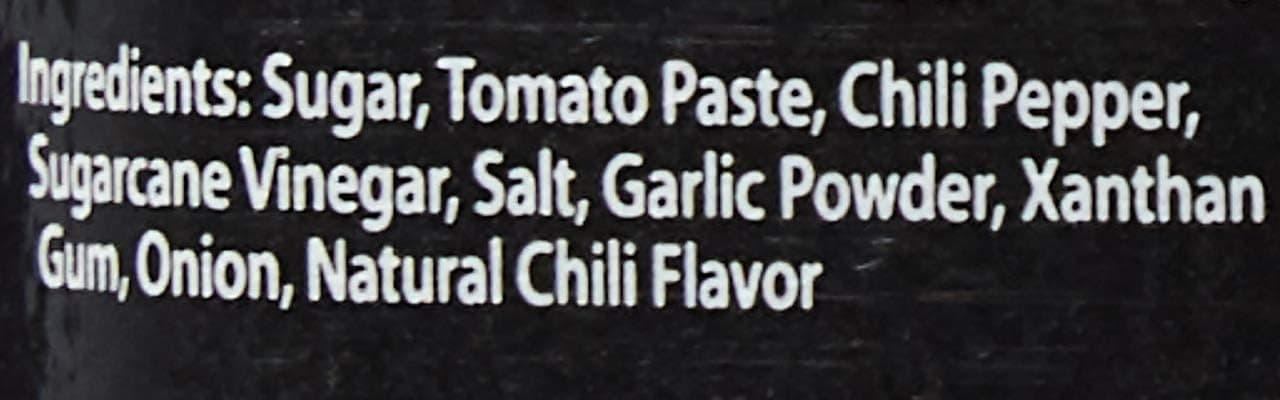 Ingredients: Sugar, Tomato Paste, Chili Pepper,
Sugarcane Vinegar, Salt, Garlic Powder, Xanthan
Gum, Onion, Natural Chili Flavor